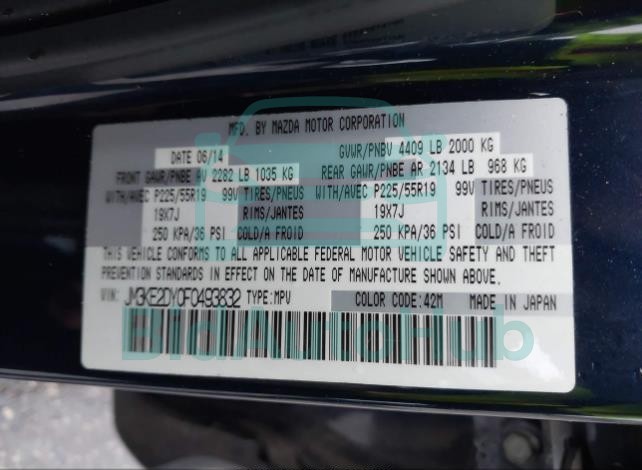 MFD. BY MAZDA MOTOR CORPORATION
DATE 06/14 GVWR/PNBV 4409 LB 2000 KG
FRONT GAWR/PNBE AV 2282 LB 1035 KG REAR GAWR/PNBE AR 2134 LB 968 KG
WITH/AVEC P225/55R19 99V TIRES/PNEUS WITH/AVEC P225/55R19 99V TIRES/PNEUS
19X7J RIMS/JANTES 19X7J RIMS/JANTES
250 KPA/36 PSI COLD/A FROID 250 KPA/36 PSI COLD/A FROID
THIS VEHICLE CONFORMS TO ALL APPLICABLE FEDERAL MOTOR VEHICLE SAFETY AND THEFT
PREVENTION STANDARDS IN EFFECT ON THE DATE OF MANUFACTURE SHOWN ABOVE.
VIN: JM3KE2DY0F0493832 TYPE:MPV COLOR CODE:42M MADE IN JAPAN
BidAutoHub